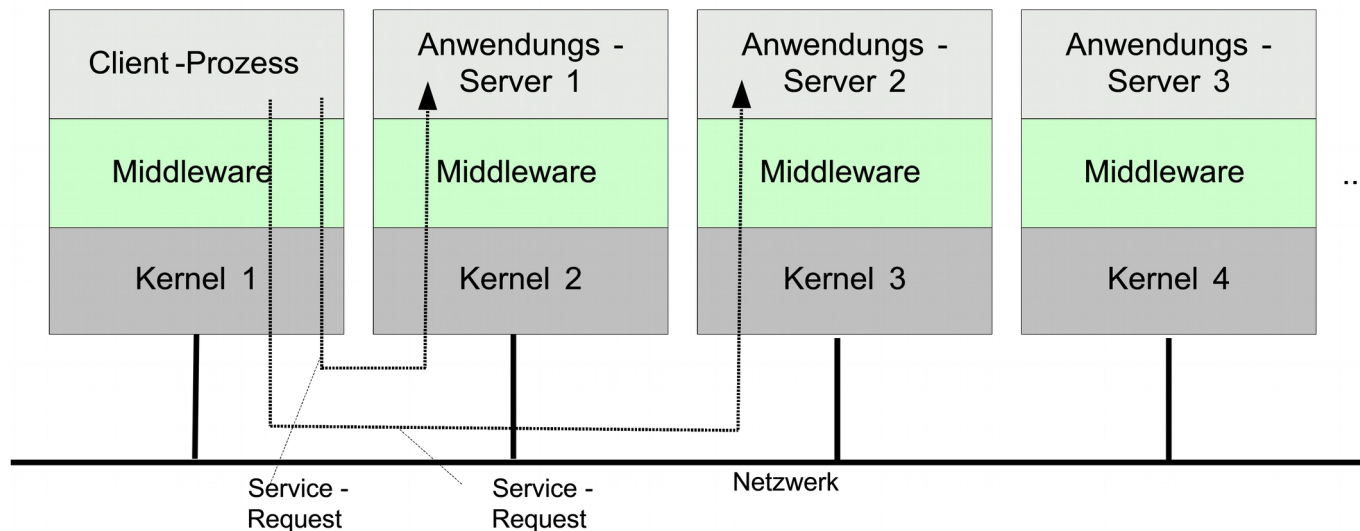 Client-Prozess
Anwendungs -
Server 1
Anwendungs -
Server 2
Anwendungs -
Server 3
Middleware
Middleware
Middleware
Middleware
..
Kernel 1
Kernel 2
Kernel 3
Kernel 4
Service -
Request
Service -
Request
Netzwerk